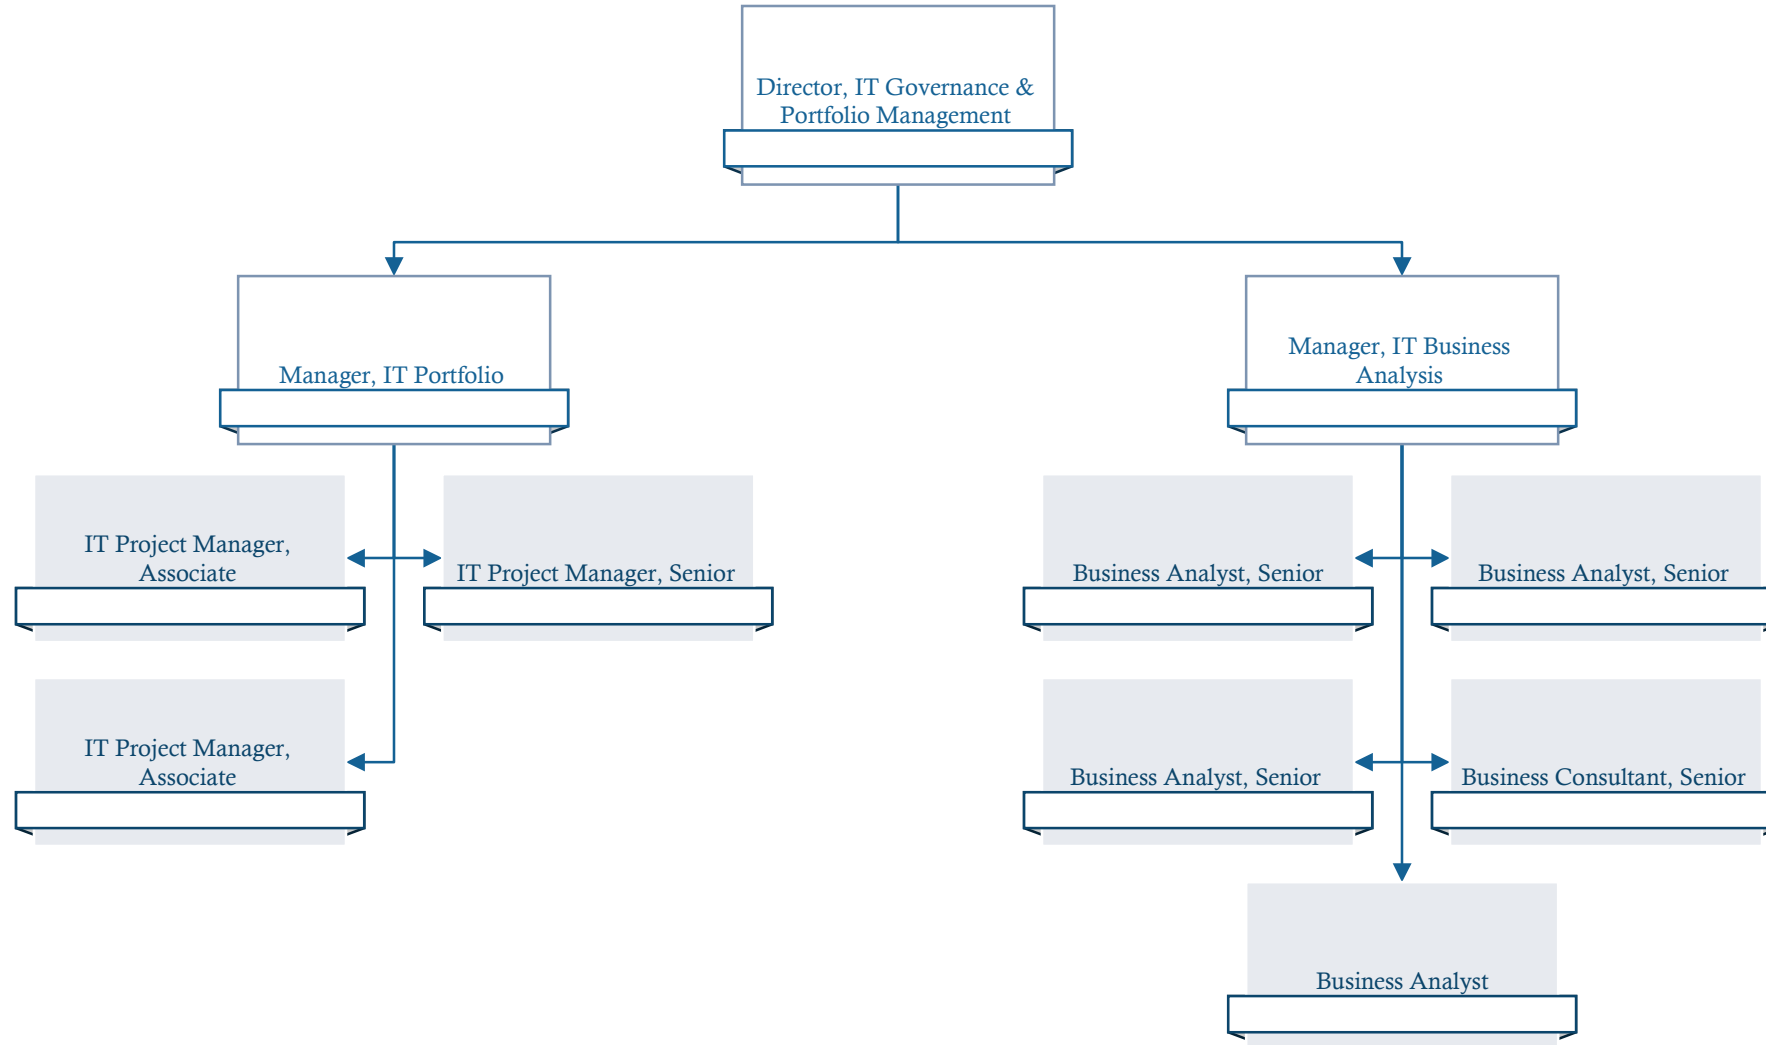 Director, IT Governance &
Portfolio Management
Manager, IT Portfolio
Manager, IT Business
Analysis
IT Project Manager,
Associate
IT Project Manager, Senior
Business Analyst, Senior
Business Analyst, Senior
IT Project Manager,
Associate
Business Analyst, Senior
Business Consultant, Senior
Business Analyst